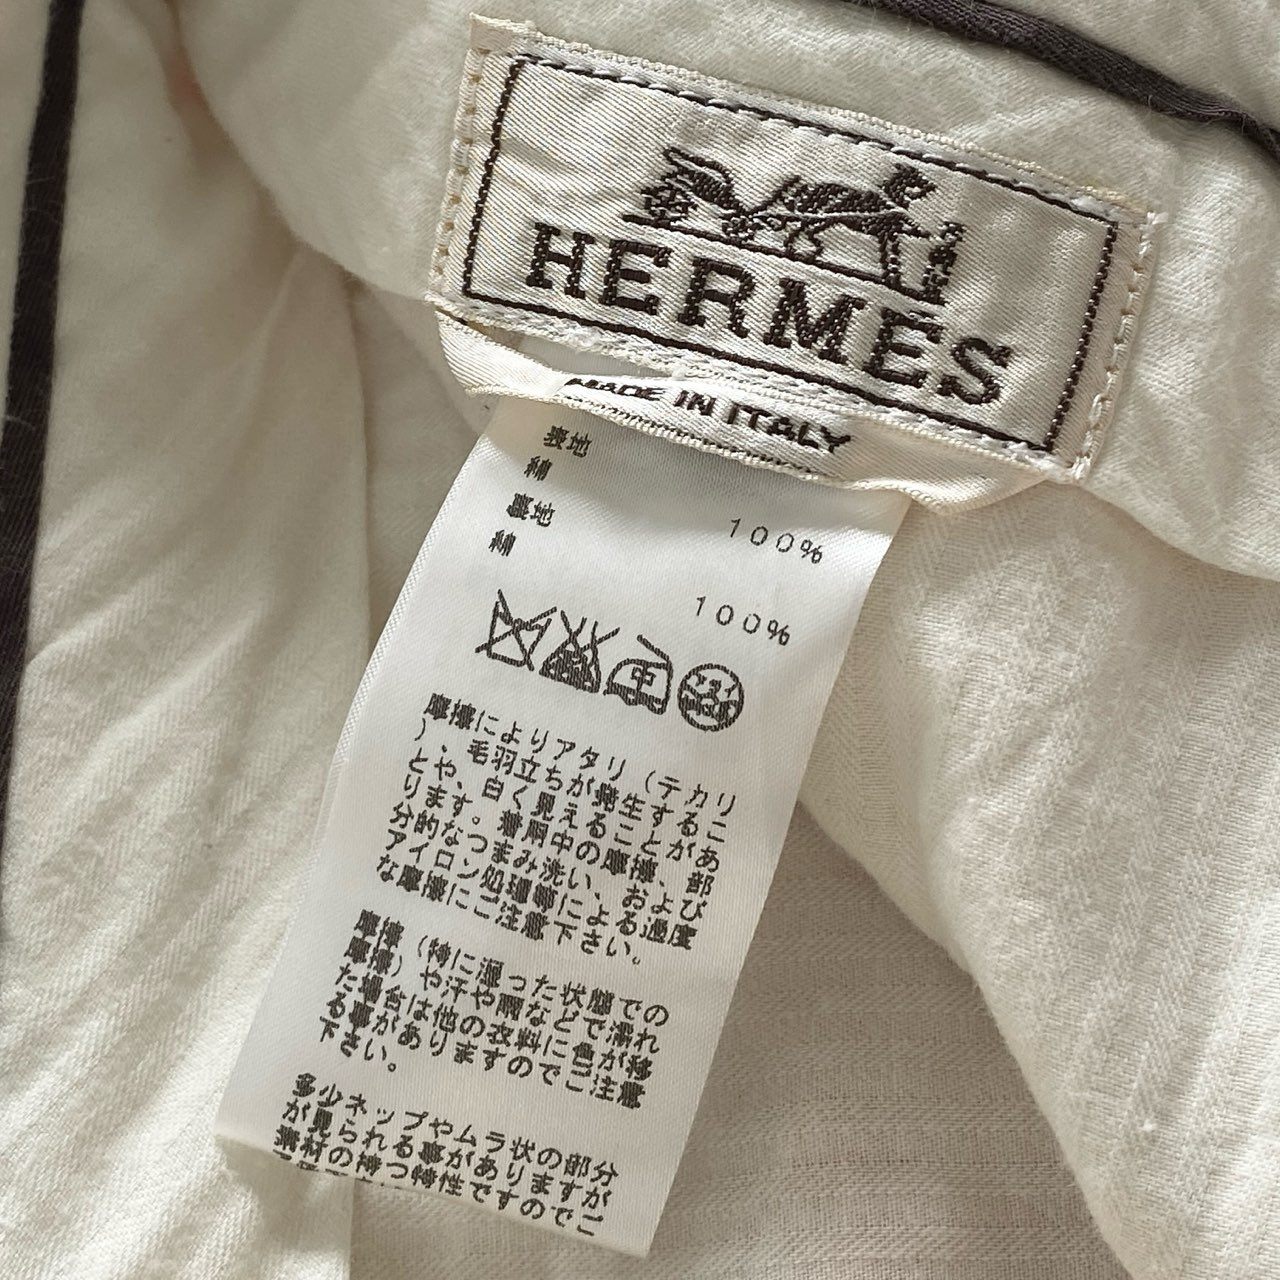 HERMES
MADE IN ITALY
表地
綿 100%
裏地
綿 100%
ドライ
摩擦によりアタリ(テカリ
)、毛羽立ちが発生するこ
とや、白く見えることがあ
ります。着用中の摩擦、部
分的なつまみ洗い、および
アイロン処理等による過度
な摩擦にご注意下さい。
摩擦(特に湿った状態での
摩擦)や汗や雨などで濡れ
た場合は他の衣料に色が移
る事がありますのでご注意
下さい。
多少ネップやムラ状の部分
が見られる事がありますが
素材の持つ特性ですのでご